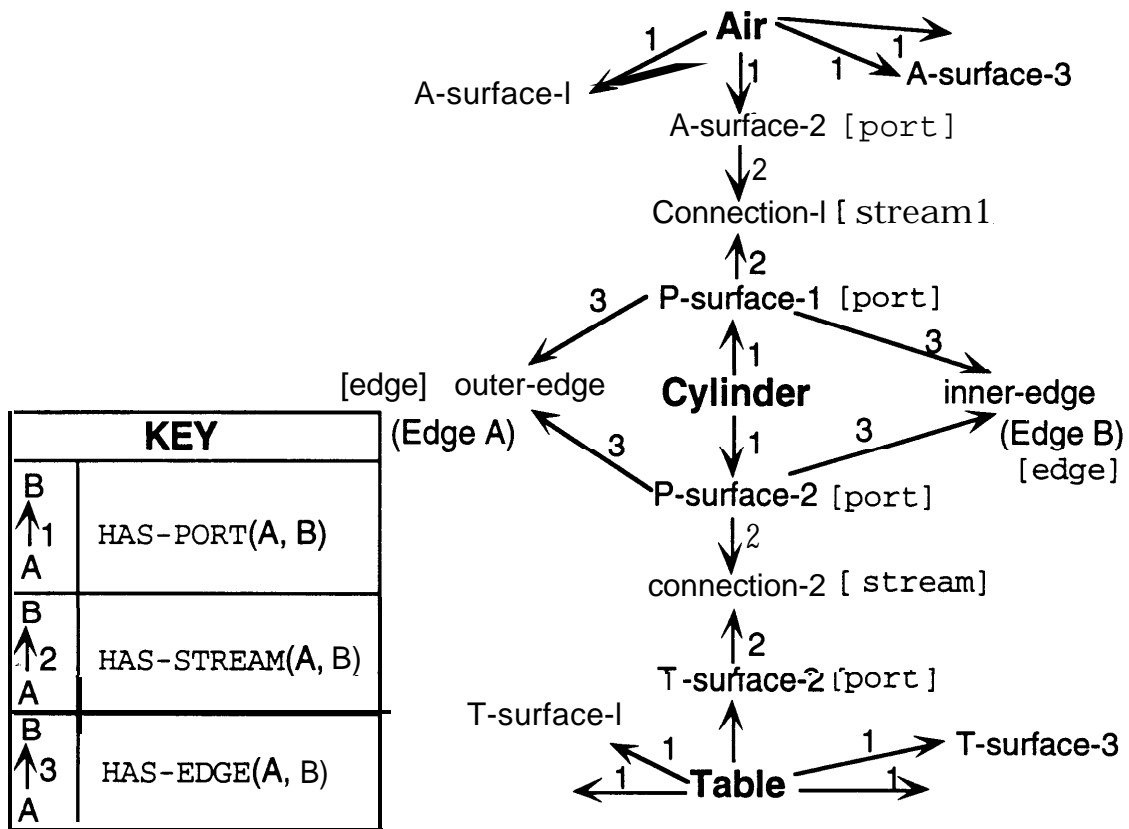 Air
1
1
1
1
A-surface-l
A-surface-3
A-surface-2 [port]
2
Connection-l [ stream1
2
3
P-surface-1 [port]
3
1
[edge] outer-edge
Cylinder
inner-edge
(Edge A)
(Edge B)
[edge]
3
1
3
P-surface-2 [port]
2
connection-2 [ stream]
2
T-surface-2 [port]
T-surface-l
1
1
T-surface-3
1
Table
1
KEY
B
1
A
HAS-PORT(A, B)
B
2
A
HAS-STREAM(A, B)
B
3
A
HAS-EDGE(A, B)